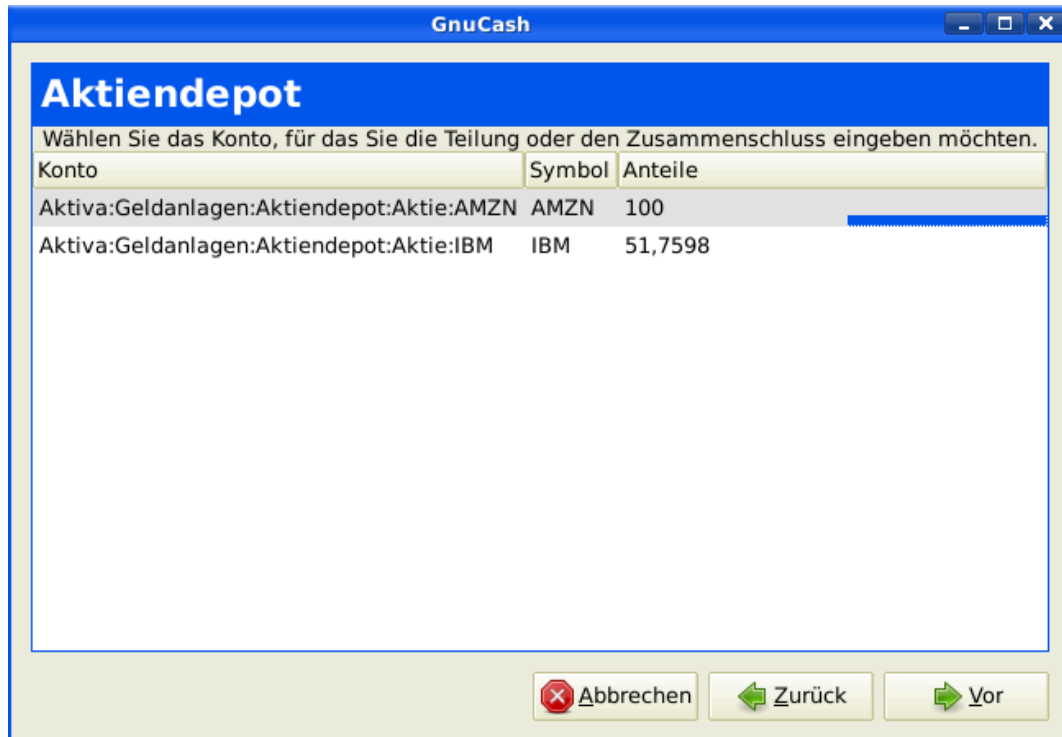 GnuCash
Aktiendepot
Wählen Sie das Konto, für das Sie die Teilung oder den Zusammenschluss eingeben möchten.
Konto Symbol Anteile
Aktiva:Geldanlagen:Aktiendepot:Aktie:AMZN AMZN 100
Aktiva:Geldanlagen:Aktiendepot:Aktie:IBM IBM 51,7598
Abbrechen Zurück Vor